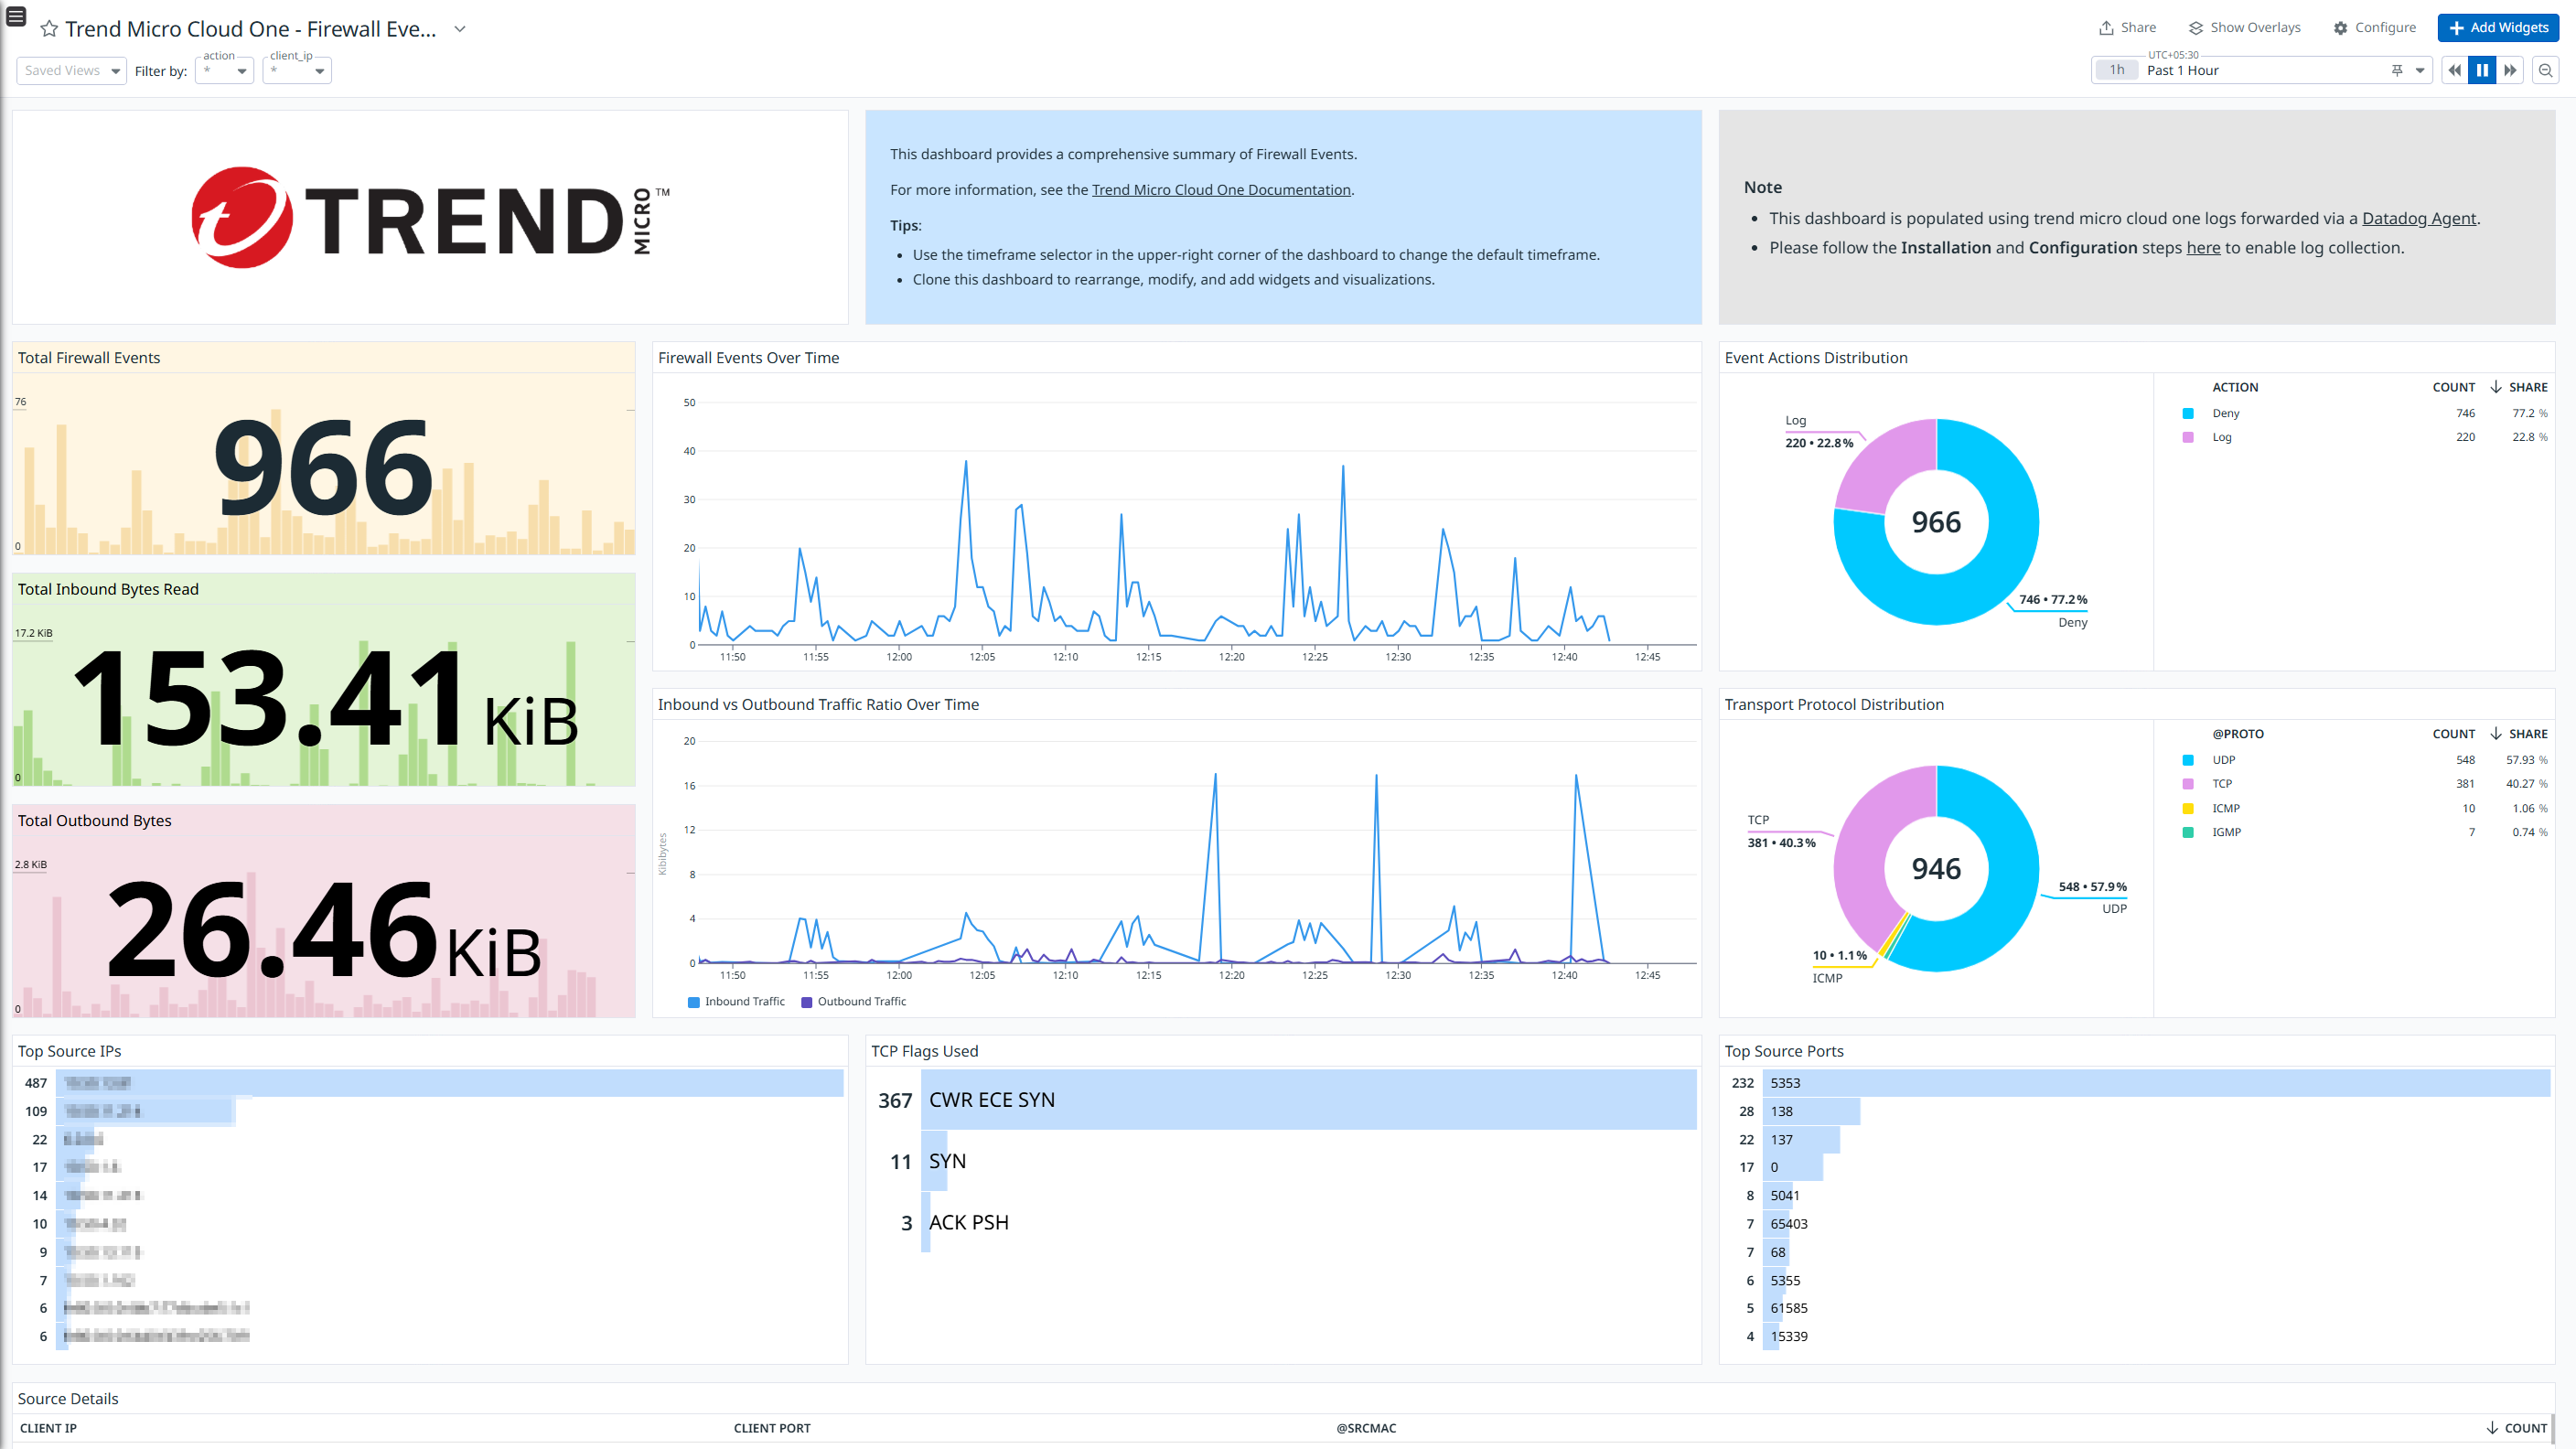 Trend Micro Cloud One - Firewall Eve...
Share
Show Overlays
Configure
Add Widgets
Saved Views
Filter by:
action
*
client_ip
*
UTC+05:30
1h
Past 1 Hour
TREND
MICRO
TM
This dashboard provides a comprehensive summary of Firewall Events.
For more information, see the Trend Micro Cloud One Documentation.
Tips:
• Use the timeframe selector in the upper-right corner of the dashboard to change the default timeframe.
• Clone this dashboard to rearrange, modify, and add widgets and visualizations.
Note
• This dashboard is populated using trend micro cloud one logs forwarded via a Datadog Agent.
• Please follow the Installation and Configuration steps here to enable log collection.
Total Firewall Events
76
966
0
Total Inbound Bytes Read
17.2 KiB
153.41 KiB
0
Total Outbound Bytes
2.8 KiB
26.46 KiB
0
Firewall Events Over Time
50
40
30
20
10
0
11:50 11:55 12:00 12:05 12:10 12:15 12:20 12:25 12:30 12:35 12:40 12:45
Inbound vs Outbound Traffic Ratio Over Time
Kibibytes
20
16
12
8
4
0
11:50 11:55 12:00 12:05 12:10 12:15 12:20 12:25 12:30 12:35 12:40 12:45
Inbound Traffic
Outbound Traffic
Event Actions Distribution
Log
220 • 22.8%
966
746 • 77.2%
Deny
ACTION COUNT SHARE
Deny 746 77.2 %
Log 220 22.8 %
Transport Protocol Distribution
TCP
381 • 40.3%
946
548 • 57.9%
UDP
10 • 1.1%
ICMP
@PROTO COUNT SHARE
UDP 548 57.93 %
TCP 381 40.27 %
ICMP 10 1.06 %
IGMP 7 0.74 %
Top Source IPs
487
109
22
17
14
10
9
7
6
6
TCP Flags Used
367 CWR ECE SYN
11 SYN
3 ACK PSH
Top Source Ports
232 5353
28 138
22 137
17 0
8 5041
7 65403
7 68
6 5355
5 61585
4 15339
Source Details
CLIENT IP CLIENT PORT @SRCMAC COUNT